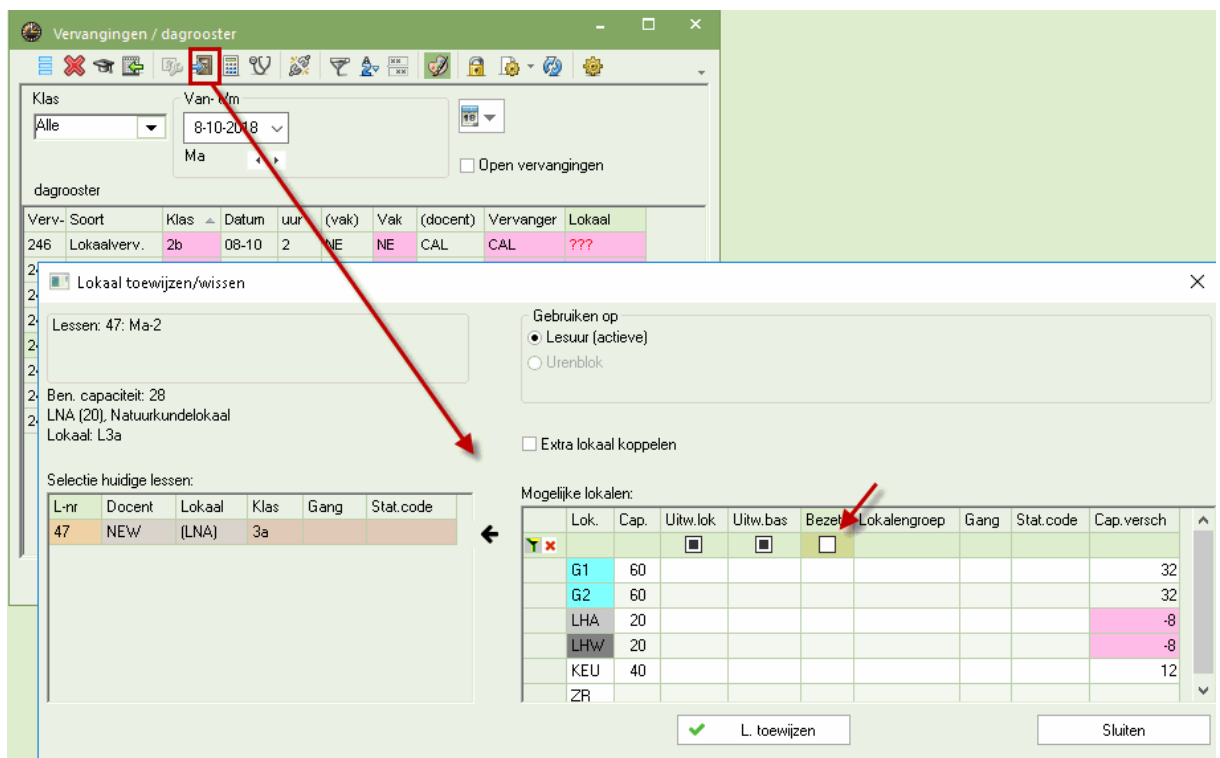 Vervangingen / dagrooster
Klas
Van- t/m
Alle
8-10-2018
Ma
Open vervangingen
dagrooster
Verv- Soort Klas Datum uur (vak) Vak (docent) Vervanger Lokaal
246 Lokaalverv. 2b 08-10 2 NE NE CAL CAL ???
Lokaal toewijzen/wissen
Lessen: 47: Ma-2
Gebruiken op
Lesuur (actieve)
Urenblok
Ben. capaciteit: 28
LNA (20), Natuurkundelokaal
Lokaal: L3a
Extra lokaal koppelen
Selectie huidige lessen:
L-nr Docent Lokaal Klas Gang Stat.code
47 NEW (LNA) 3a
Mogelijke lokalen:
Lok. Cap. Uitw.lok Uitw.bas Bezet Lokalengroep Gang Stat.code Cap.versch
G1 60 32
G2 60 32
LHA 20 -8
LHW 20 -8
KEU 40 12
ZR
L. toewijzen
Sluiten